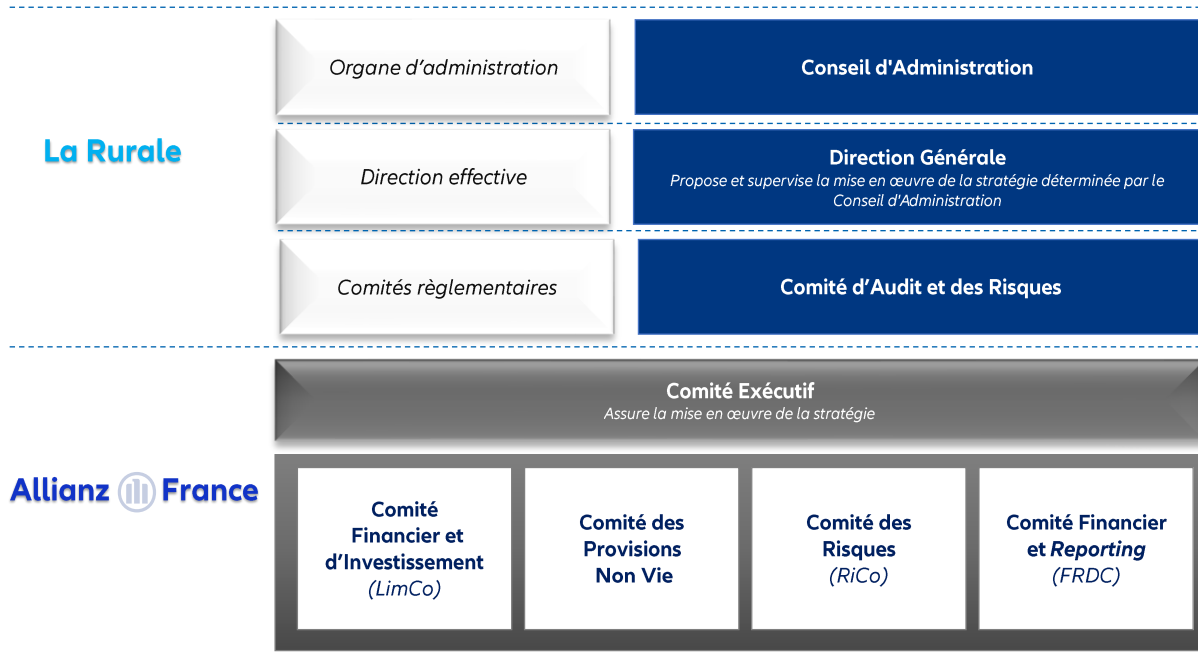 La Rurale
Organe d’administration
Conseil d'Administration
Direction effective
Direction Générale
Propose et supervise la mise en œuvre de la stratégie déterminée par le
Conseil d'Administration
Comités règlementaires
Comité d’Audit et des Risques
Allianz France
Comité Exécutif
Assure la mise en œuvre de la stratégie
Comité
Financier et
d’Investissement
(LimCo)
Comité des
Provisions
Non Vie
Comité des
Risques
(RiCo)
Comité Financier
et Reporting
(FRDC)